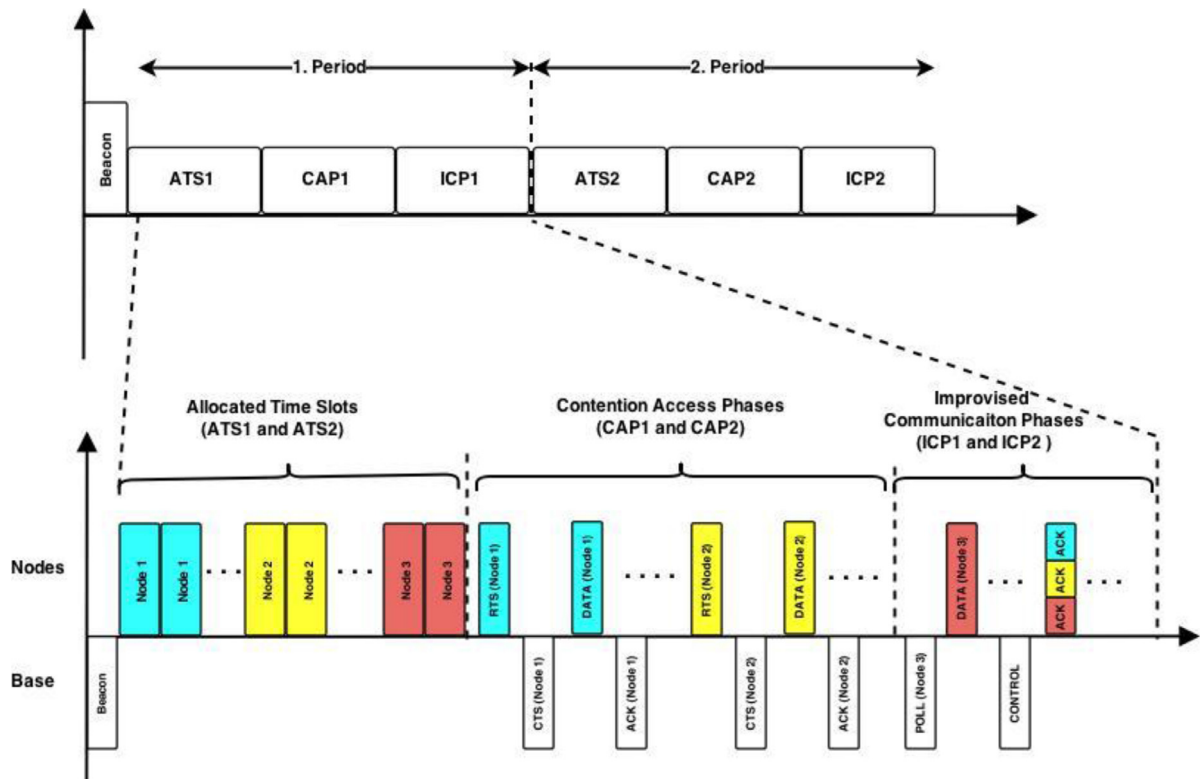 1. Period
2. Period
Beacon
ATS1
CAP1
ICP1
ATS2
CAP2
ICP2
Allocated Time Slots
(ATS1 and ATS2)
Contention Access Phases
(CAP1 and CAP2)
Improvised
Communicaiton Phases
(ICP1 and ICP2 )
Nodes
Node 1
Node 1
Node 2
Node 2
Node 3
Node 3
RTS (Node 1)
DATA (Node 1)
RTS (Node 2)
DATA (Node 2)
DATA (Node 3)
ACK
ACK
ACK
Base
Beacon
CTS (Node 1)
ACK (Node 1)
CTS (Node 2)
ACK (Node 2)
POLL (Node 3)
CONTROL